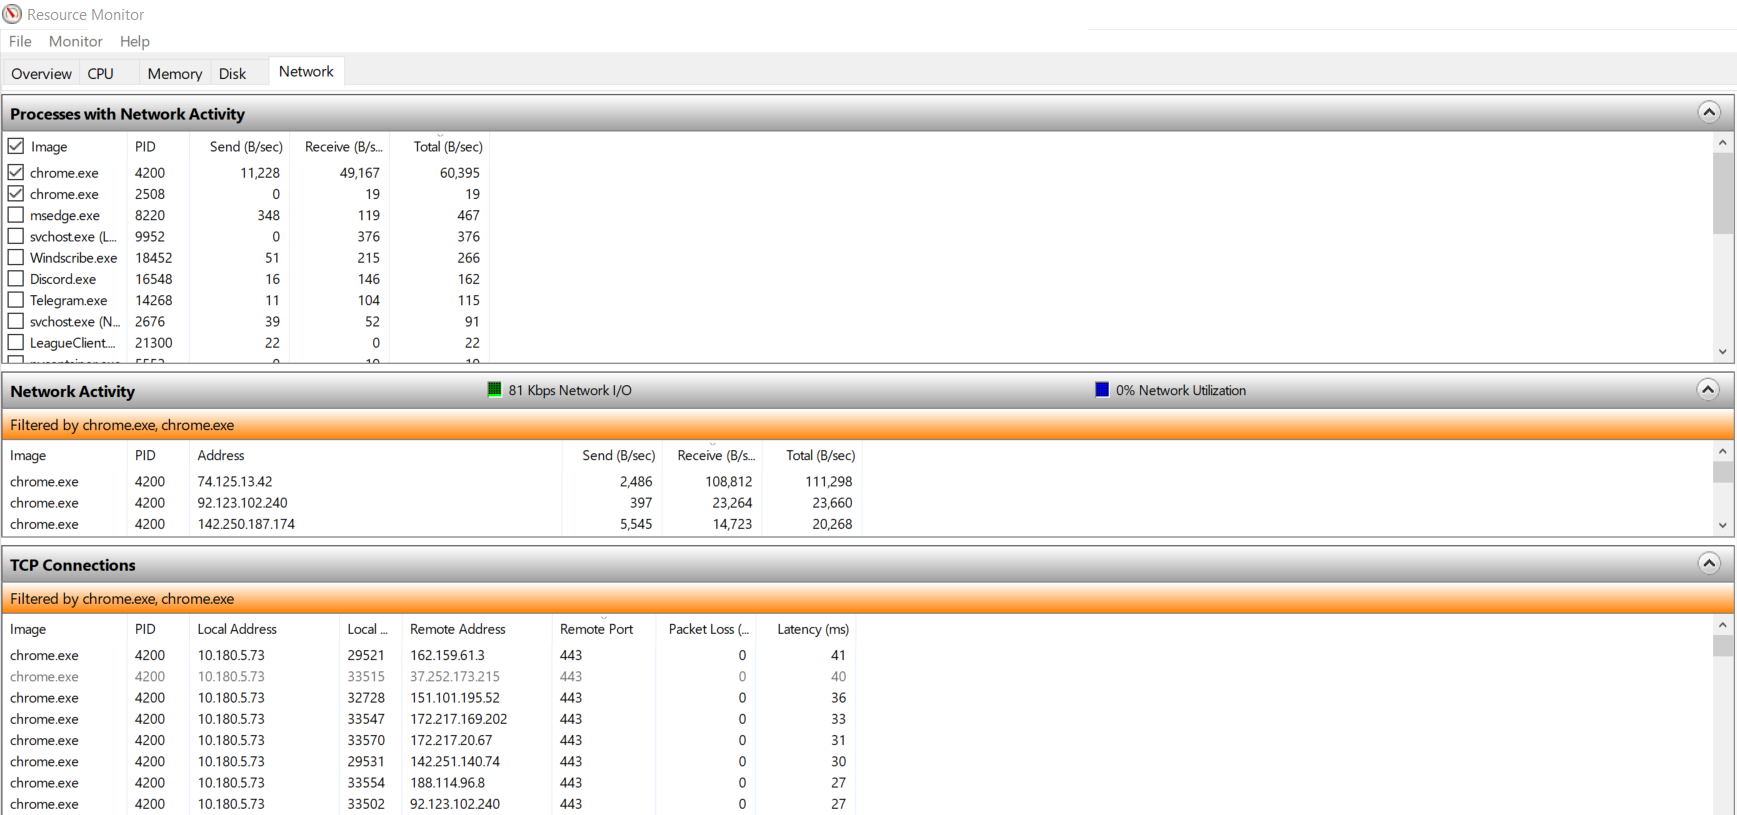 Resource Monitor
File Monitor Help
Overview CPU Memory Disk Network
Processes with Network Activity
Image PID Send (B/sec) Receive (B/s... Total (B/sec)
chrome.exe 4200 11,228 49,167 60,395
chrome.exe 2508 0 19 19
msedge.exe 8220 348 119 467
svchost.exe (L... 9952 0 376 376
Windscribe.exe 18452 51 215 266
Discord.exe 16548 16 146 162
Telegram.exe 14268 11 104 115
svchost.exe (N... 2676 39 52 91
LeagueClient.... 21300 22 0 22
Network Activity 81 Kbps Network I/O 0% Network Utilization
Filtered by chrome.exe, chrome.exe
Image PID Address Send (B/sec) Receive (B/s... Total (B/sec)
chrome.exe 4200 74.125.13.42 2,486 108,812 111,298
chrome.exe 4200 92.123.102.240 397 23,264 23,660
chrome.exe 4200 142.250.187.174 5,545 14,723 20,268
TCP Connections
Filtered by chrome.exe, chrome.exe
Image PID Local Address Local ... Remote Address Remote Port Packet Loss (... Latency (ms)
chrome.exe 4200 10.180.5.73 29521 162.159.61.3 443 0 41
chrome.exe 4200 10.180.5.73 33515 37.252.173.215 443 0 40
chrome.exe 4200 10.180.5.73 32728 151.101.195.52 443 0 36
chrome.exe 4200 10.180.5.73 33547 172.217.169.202 443 0 33
chrome.exe 4200 10.180.5.73 33570 172.217.20.67 443 0 31
chrome.exe 4200 10.180.5.73 29531 142.251.140.74 443 0 30
chrome.exe 4200 10.180.5.73 33554 188.114.96.8 443 0 27
chrome.exe 4200 10.180.5.73 33502 92.123.102.240 443 0 27